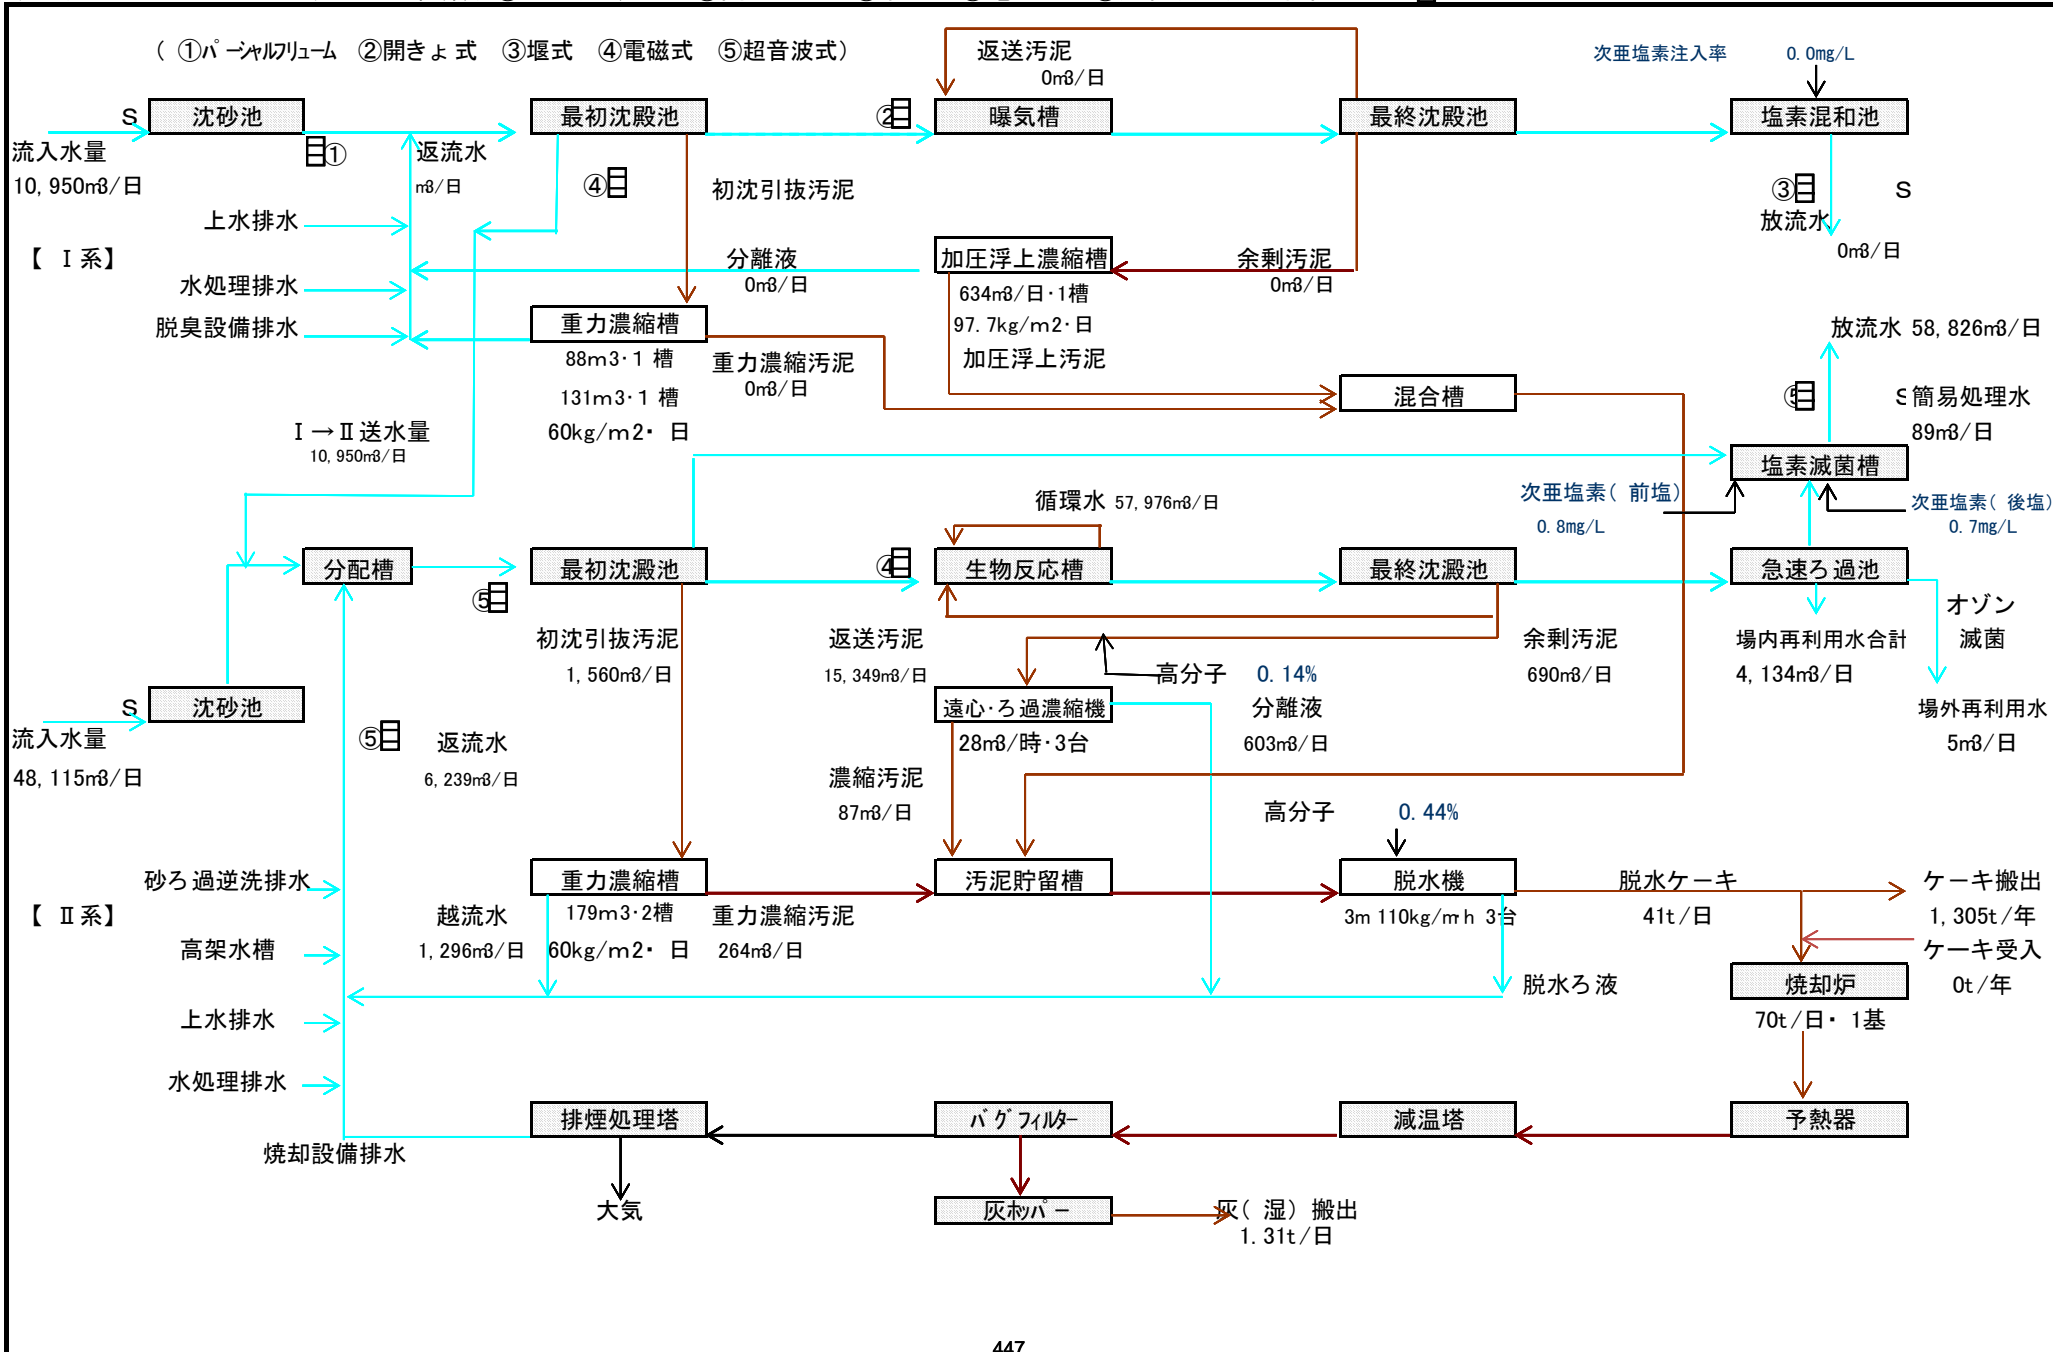 ( ①パーシャルフリューム ②開きょ式 ③堰式 ④電磁式 ⑤超音波式)
返送汚泥
0m3/日
次亜塩素注入率 0.0mg/L
S
沈砂池
最初沈殿池
②
曝気槽
最終沈殿池
塩素混和池
流入水量
10,950m3/日
①
返流水
m3/日
④
初沈引抜汚泥
③
S
放流水
0m3/日
上水排水
【 Ⅰ系】
分離液
0m3/日
加圧浮上濃縮槽
余剰汚泥
0m3/日
水処理排水
634m3/日・1槽
97.7kg/m2・日
加圧浮上汚泥
脱臭設備排水
重力濃縮槽
88m3・1 槽
131m3・1 槽
60kg/m2・ 日
重力濃縮汚泥
0m3/日
放流水 58,826m3/日
混合槽
⑤
S
簡易処理水
89m3/日
Ⅰ→Ⅱ送水量
10,950m3/日
塩素滅菌槽
循環水 57,976m3/日
次亜塩素( 前塩)
0.8mg/L
次亜塩素( 後塩)
0.7mg/L
分配槽
⑤
最初沈澱池
④
生物反応槽
最終沈澱池
急速ろ過池
オゾン
滅菌
初沈引抜汚泥
1,560m3/日
返送汚泥
15,349m3/日
高分子 0.14%
余剰汚泥
690m3/日
場内再利用水合計
4,134m3/日
S
沈砂池
遠心・ろ過濃縮機
28m3/時・3台
分離液
603m3/日
場外再利用水
5m3/日
流入水量
48,115m3/日
⑤
返流水
6,239m3/日
濃縮汚泥
87m3/日
高分子 0.44%
砂ろ過逆洗排水
重力濃縮槽
汚泥貯留槽
脱水機
脱水ケーキ
41t/日
ケーキ搬出
1,305t/年
【 Ⅱ系】
越流水
1,296m3/日
179m3・2槽
60kg/m2・ 日
重力濃縮汚泥
264m3/日
3m 110kg/m・h 3台
ケーキ受入
0t/年
高架水槽
脱水ろ液
焼却炉
70t/日・ 1基
上水排水
水処理排水
排煙処理塔
バグフィルター
減温塔
予熱器
焼却設備排水
大気
灰ホッパー
灰( 湿) 搬出
1.31t/日
447